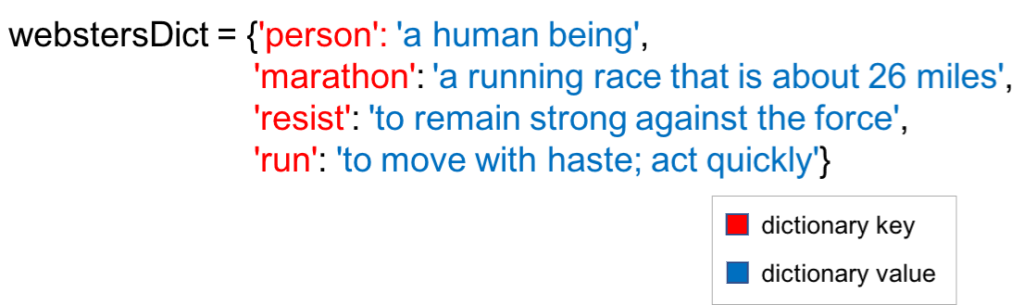 webstersDict = {'person': 'a human being',
'marathon': 'a running race that is about 26 miles',
'resist': 'to remain strong against the force',
'run': 'to move with haste; act quickly'}
dictionary key
dictionary value